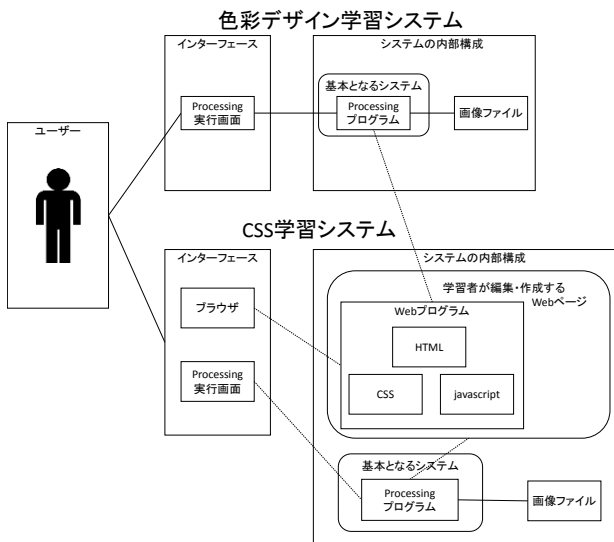 色彩デザイン学習システム
インターフェース
システムの内部構成
基本となるシステム
Processing
実行画面
Processing
プログラム
画像ファイル
ユーザー
CSS学習システム
インターフェース
システムの内部構成
学習者が編集・作成する
Webページ
ブラウザ
Webプログラム
HTML
Processing
実行画面
CSS
javascript
基本となるシステム
Processing
プログラム
画像ファイル